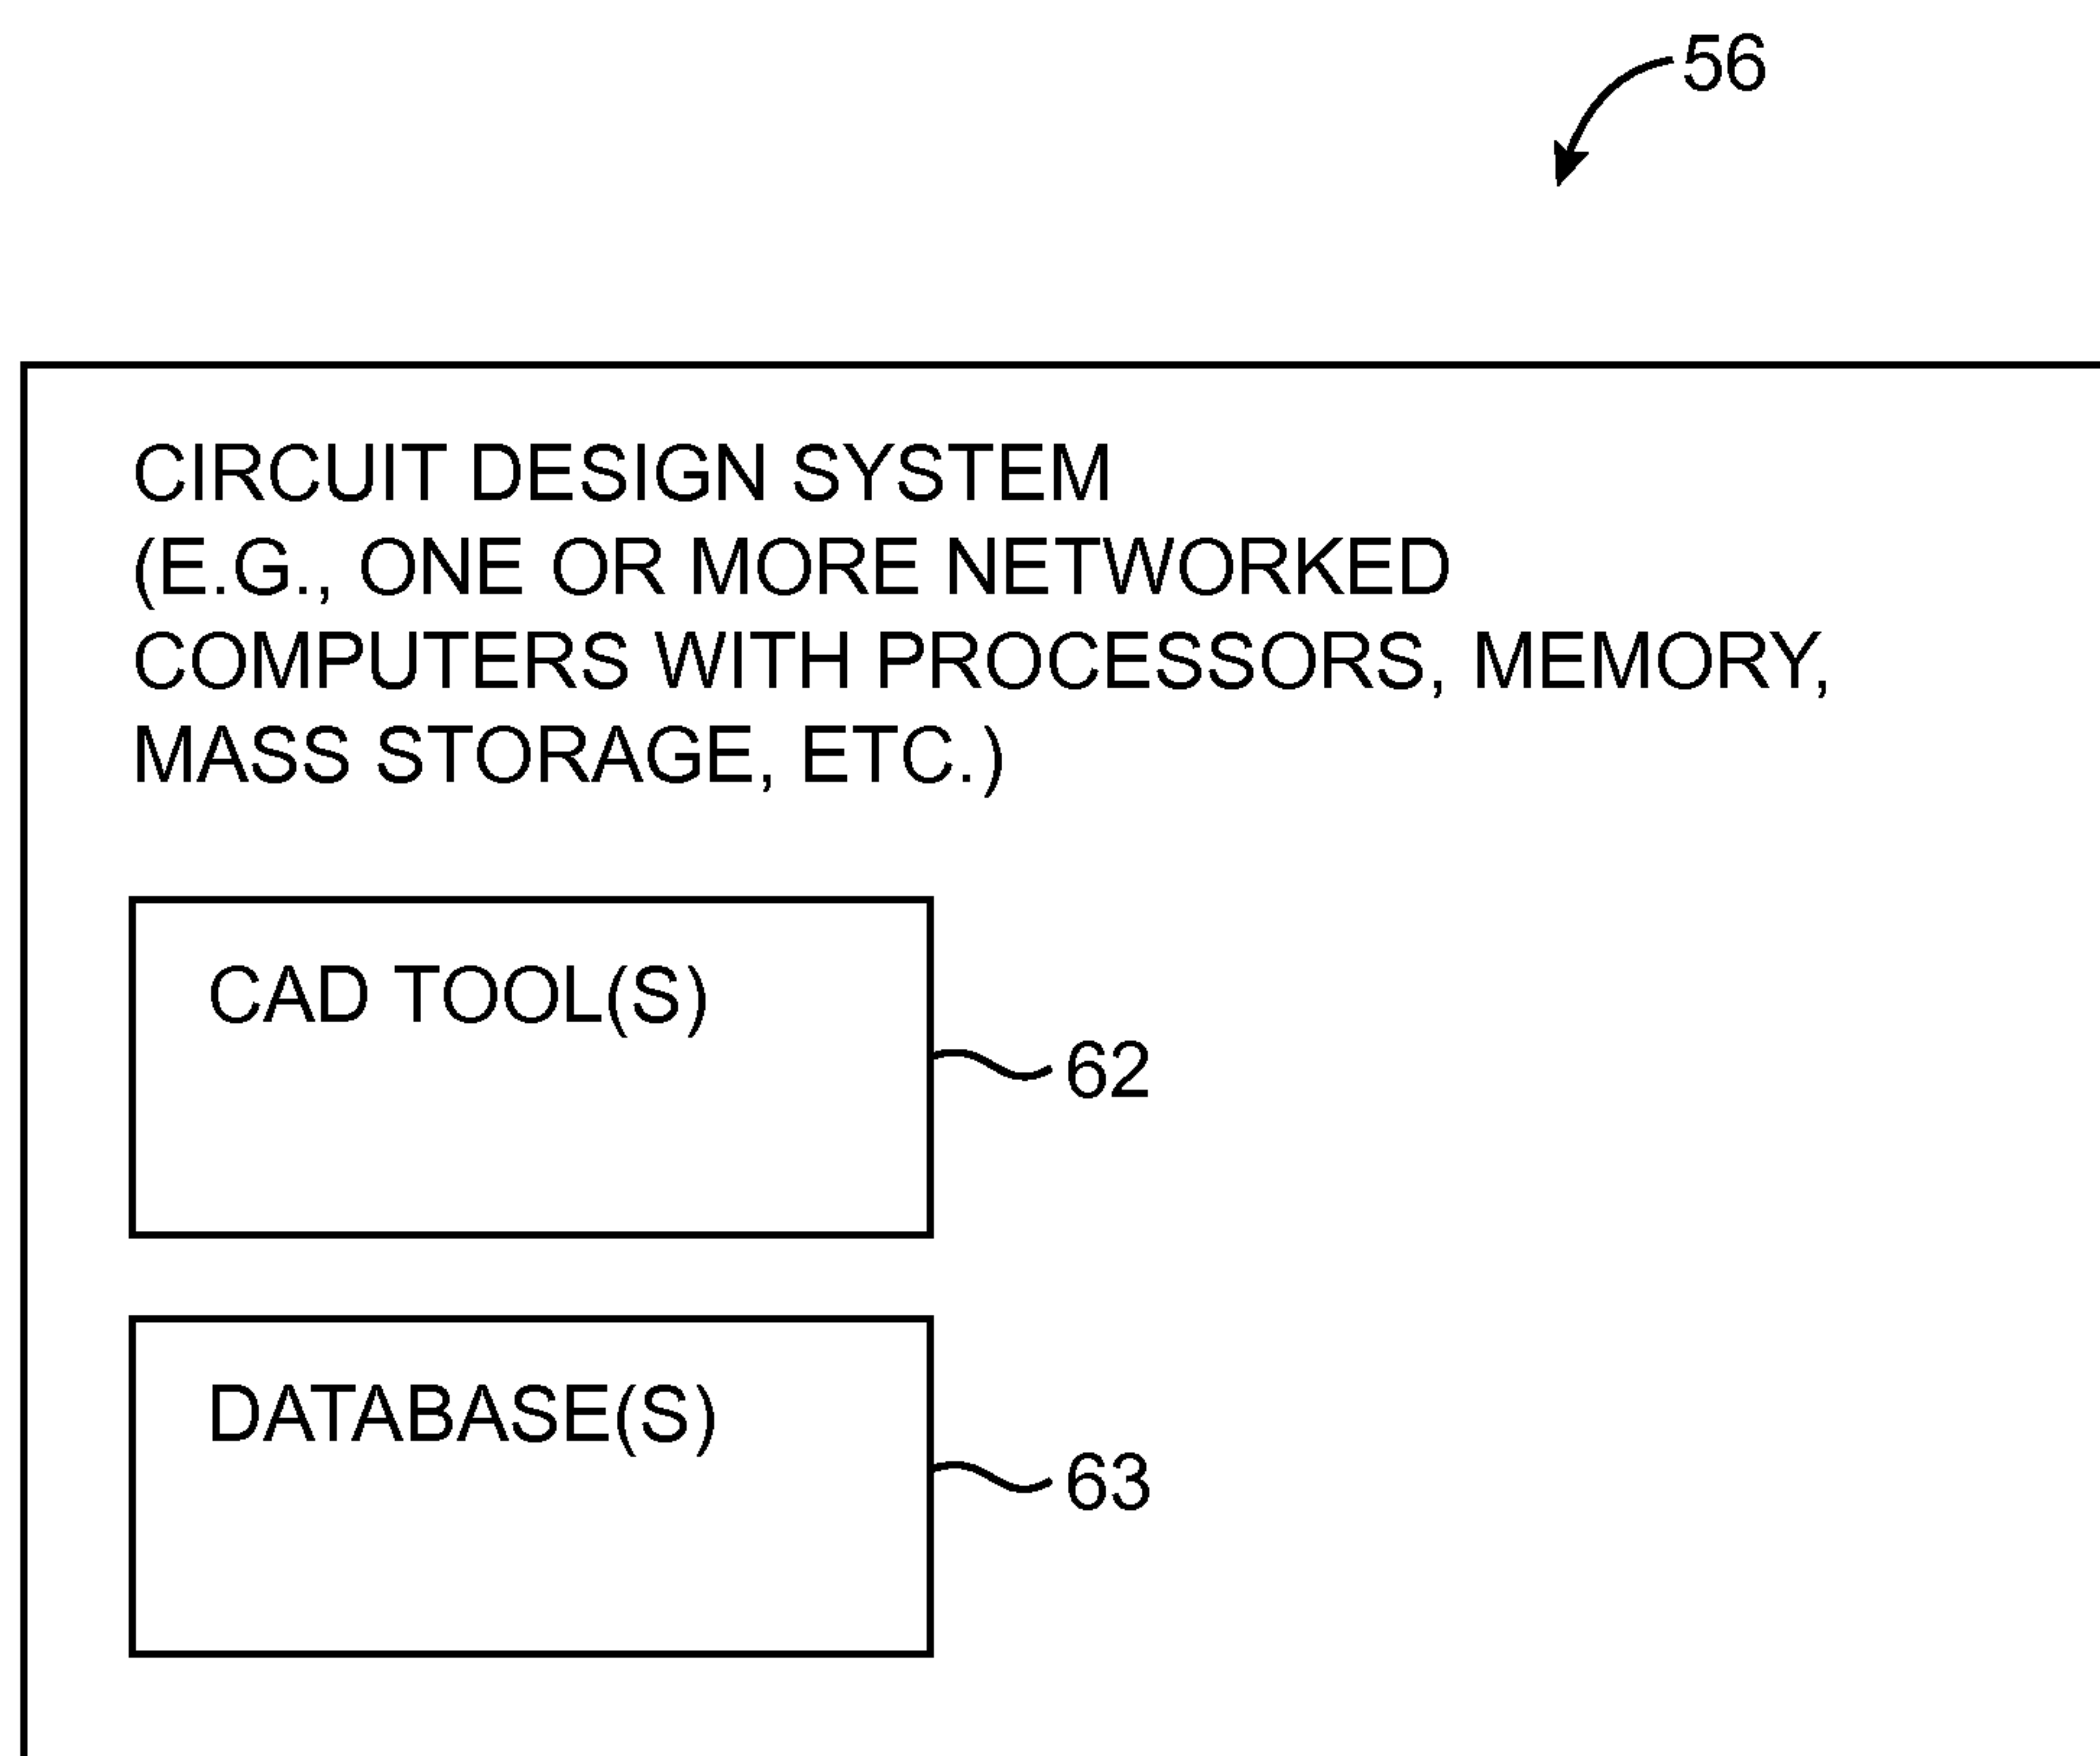 56
CIRCUIT DESIGN SYSTEM
(E.G., ONE OR MORE NETWORKED
COMPUTERS WITH PROCESSORS, MEMORY,
MASS STORAGE, ETC.)
CAD TOOL(S)
62
DATABASE(S)
63